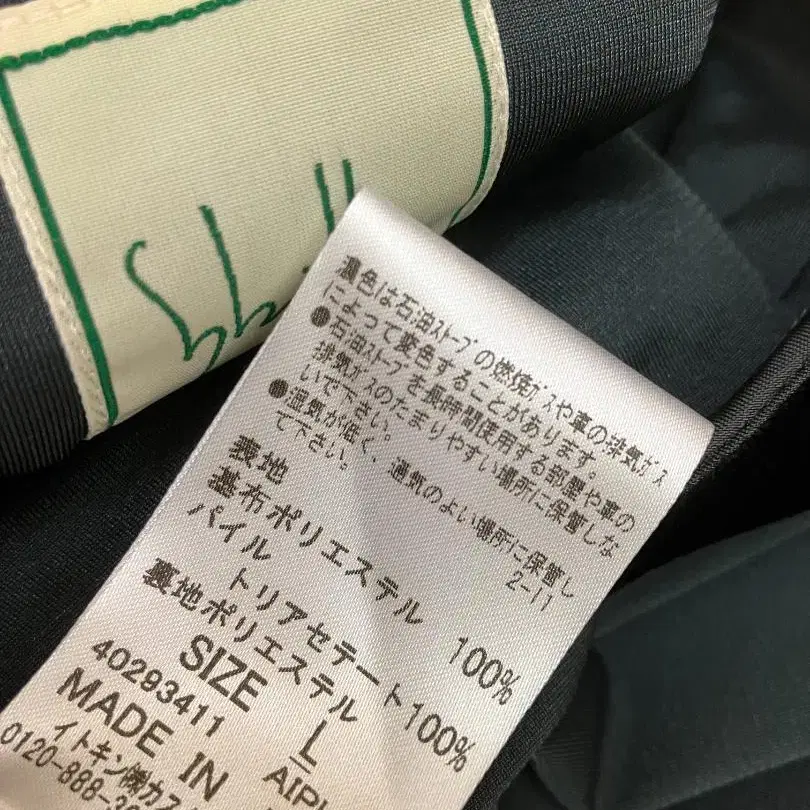 濃色は石油ｽﾄｰﾌﾞの燃焼ｶﾞｽや車の排気ｶﾞｽ
によって変色することがあります。
●石油ｽﾄｰﾌﾞを長時間使用する部屋や車の
排気ｶﾞｽのたまりやすい場所に保管しな
いで下さい。
●湿気が低く、通気のよい場所に保管し
て下さい。
2-11
表地
基布ポリエステル 100%
パイル
トリアセテート100%
裏地ポリエステル
SIZE L
40293411 AIP
MADE IN
イトキン㈱カス
0120-888-3